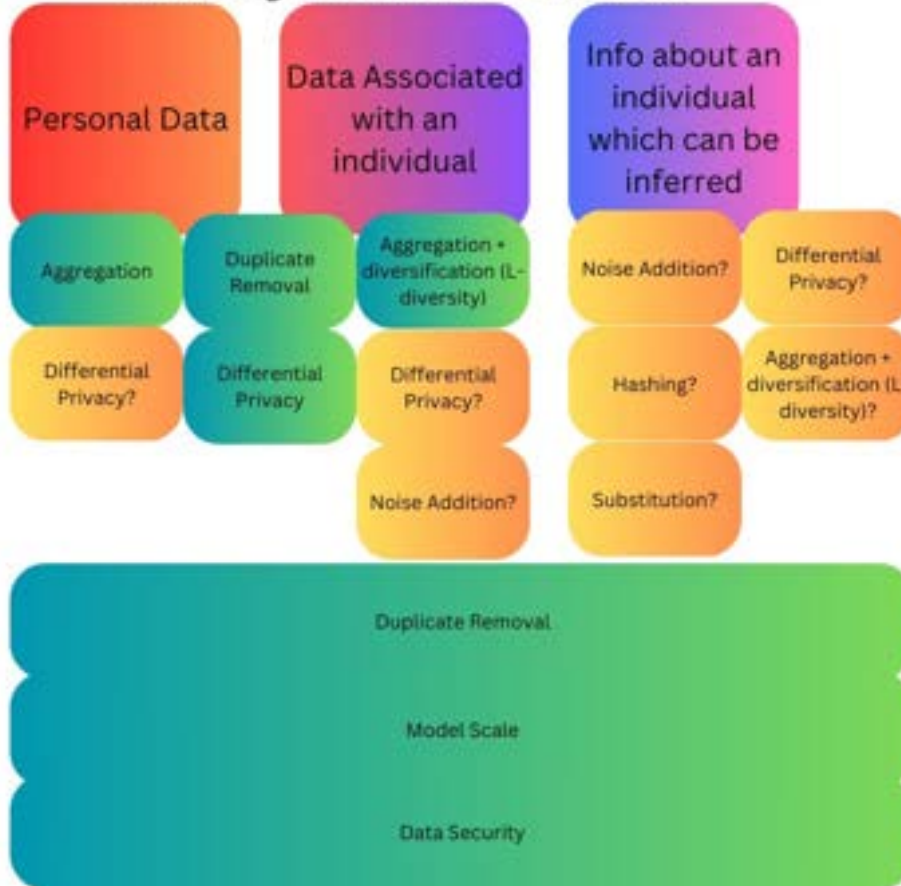 Personal Data
Data Associated
with an
individual
Info about an
individual
which can be
inferred
Aggregation
Duplicate
Removal
Aggregation +
diversification (L-
diversity)
Noise Addition?
Differential
Privacy?
Differential
Privacy?
Differential
Privacy
Differential
Privacy?
Hashing?
Aggregation +
diversification (L
diversity)?
Noise Addition?
Substitution?
Duplicate Removal
Model Scale
Data Security